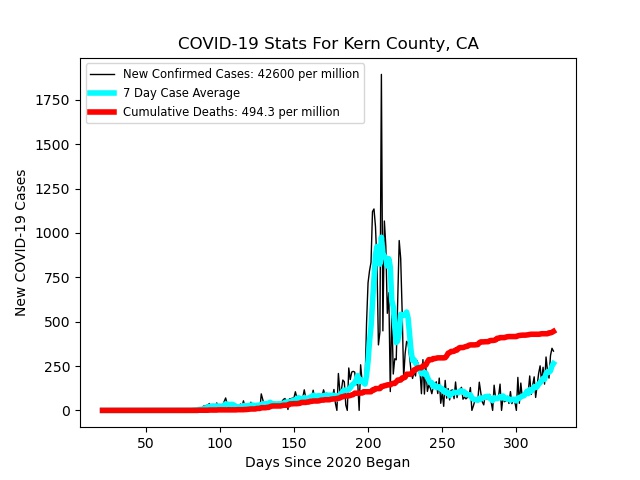 COVID-19 Stats For Kern County, CA
New Confirmed Cases: 42600 per million
7 Day Case Average
Cumulative Deaths: 494.3 per million
New COVID-19 Cases
1750
1500
1250
1000
750
500
250
0
50
100
150
200
250
300
Days Since 2020 Began